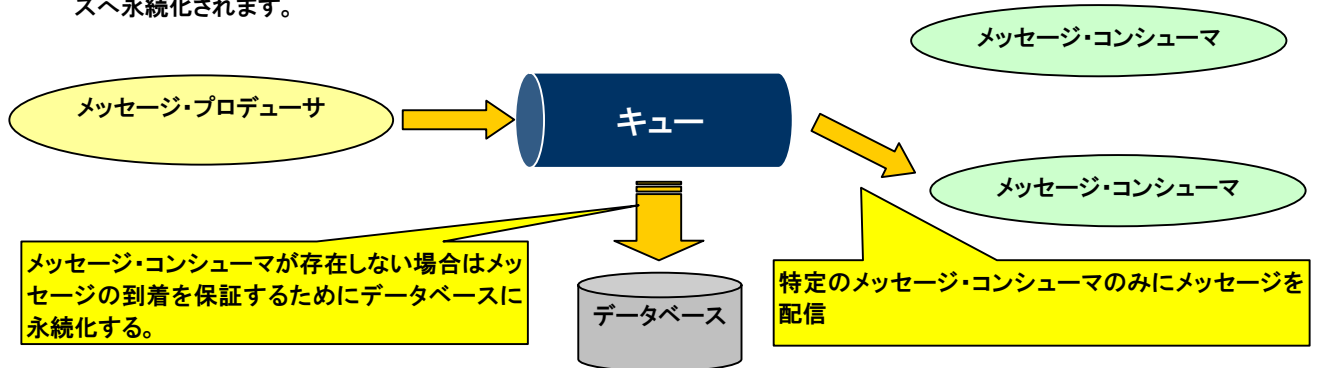 スへ永続化されます。
メッセージ・コンシューマ
メッセージ・プロデューサ
キュー
メッセージ・コンシューマ
メッセージ・コンシューマが存在しない場合はメッ
セージの到着を保証するためにデータベースに
永続化する。
特定のメッセージ・コンシューマのみにメッセージを
配信
データベース